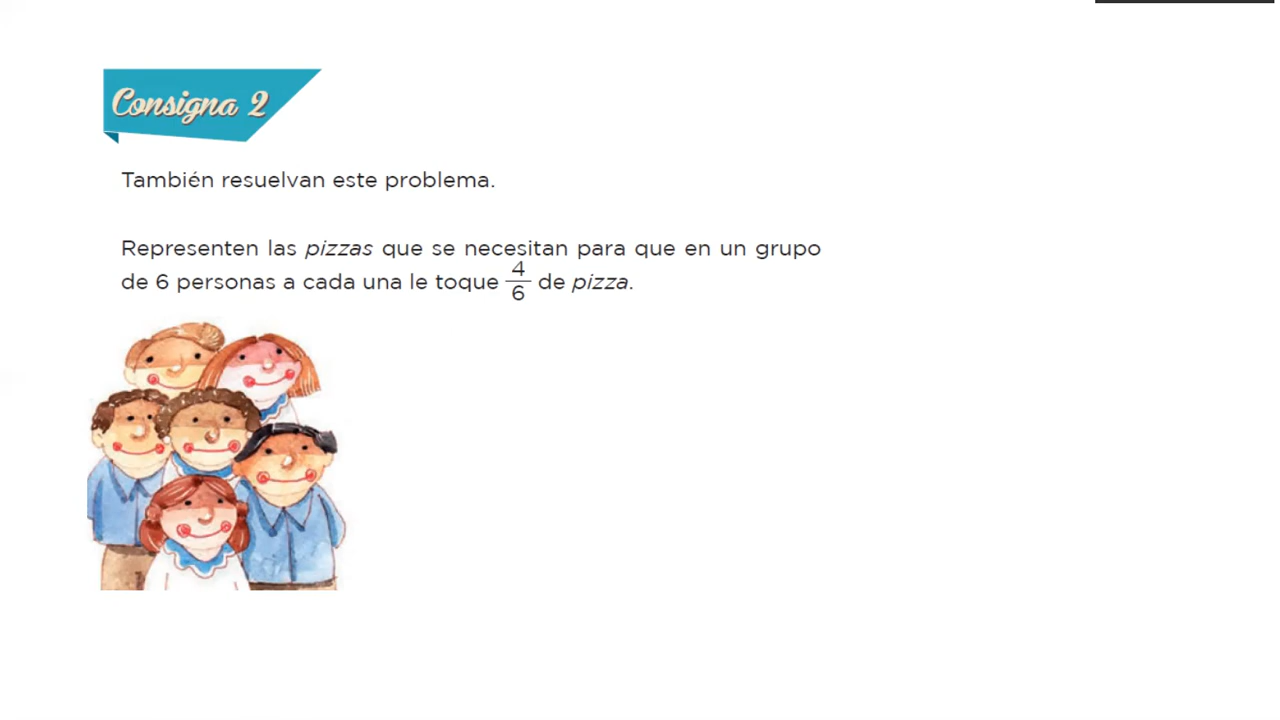 Consigna 2
También resuelvan este problema.
Representen las pizzas que se necesitan para que en un grupo
de 6 personas a cada una le toque 4/6 de pizza.